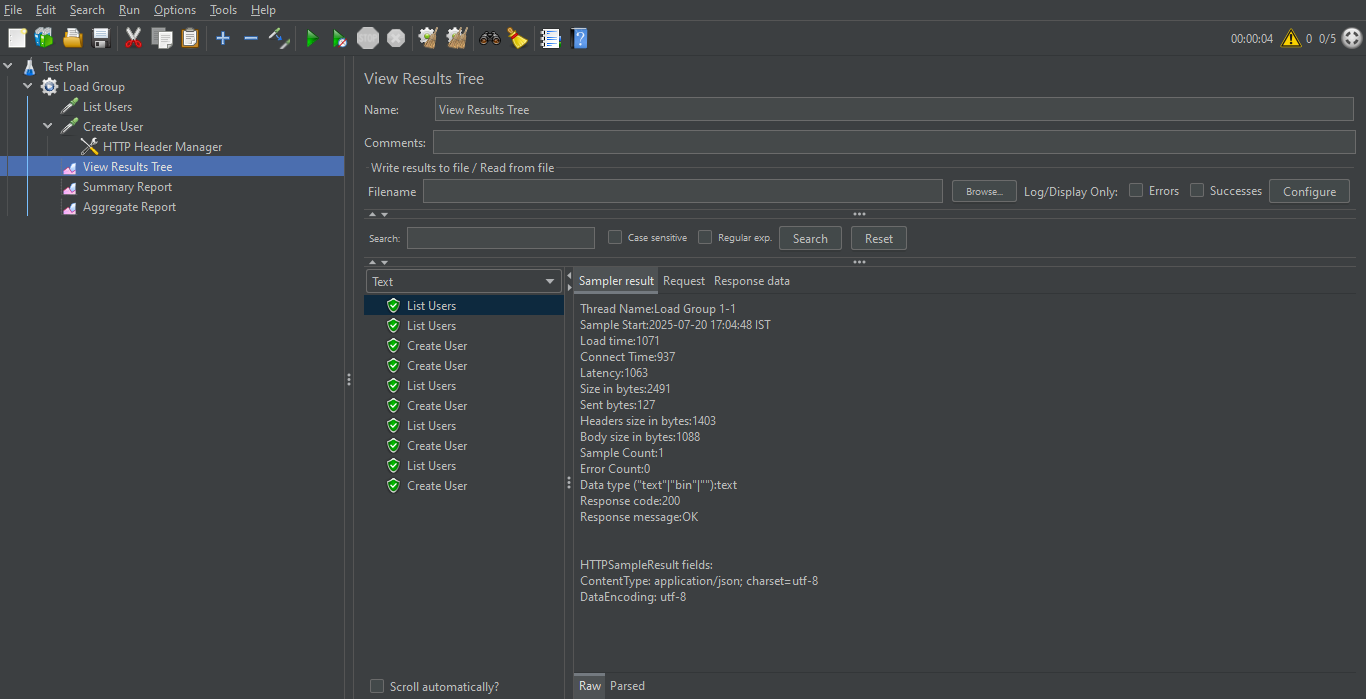 File Edit Search Run Options Tools Help
STOP 00:00:04 0 0/5
Test Plan
Load Group
List Users
Create User
HTTP Header Manager
View Results Tree
Summary Report
Aggregate Report
View Results Tree
Name: View Results Tree
Comments:
Write results to file / Read from file
Filename Browse... Log/Display Only: Errors Successes Configure
Search: Case sensitive Regular exp. Search Reset
Text
List Users
List Users
Create User
Create User
List Users
Create User
List Users
Create User
List Users
Create User
Scroll automatically?
Sampler result Request Response data
Thread Name:Load Group 1-1
Sample Start:2025-07-20 17:04:48 IST
Load time:1071
Connect Time:937
Latency:1063
Size in bytes:2491
Sent bytes:127
Headers size in bytes:1403
Body size in bytes:1088
Sample Count:1
Error Count:0
Data type ("text"|"bin"|""):text
Response code:200
Response message:OK
HTTPSampleResult fields:
ContentType: application/json; charset=utf-8
DataEncoding: utf-8
Raw Parsed